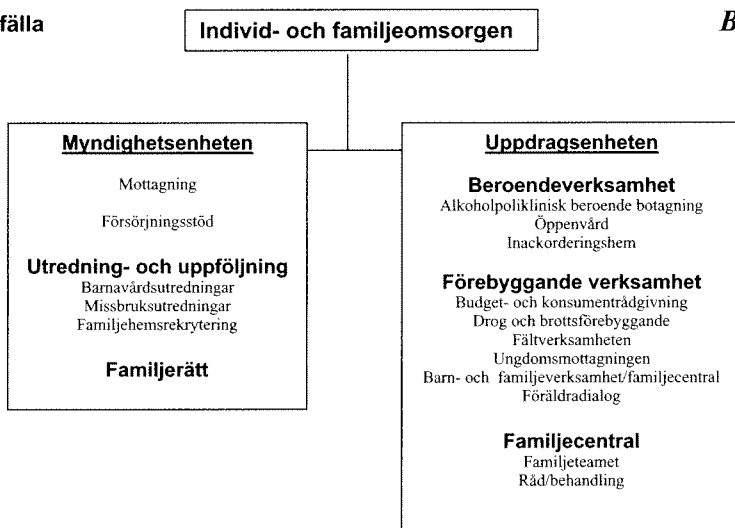 fälla
Individ- och familjeomsorgen
B
Myndighetsenheten
Mottagning
Försörjningsstöd
Utredning- och uppföljning
Barnavårdsutredningar
Missbruksutredningar
Familjehemsrekrytering
Familjerätt
Uppdragsenheten
Beroendeverksamhet
Alkoholpoliklinisk beroende botagning
Öppenvård
Inackorderingshem
Förebyggande verksamhet
Budget- och konsumentrådgivning
Drog och brottsförebyggande
Fältverksamheten
Ungdomsmottagningen
Barn- och familjeverksamhet/familjecentral
Föräldradialog
Familjecentral
Familjeteamet
Råd/behandling